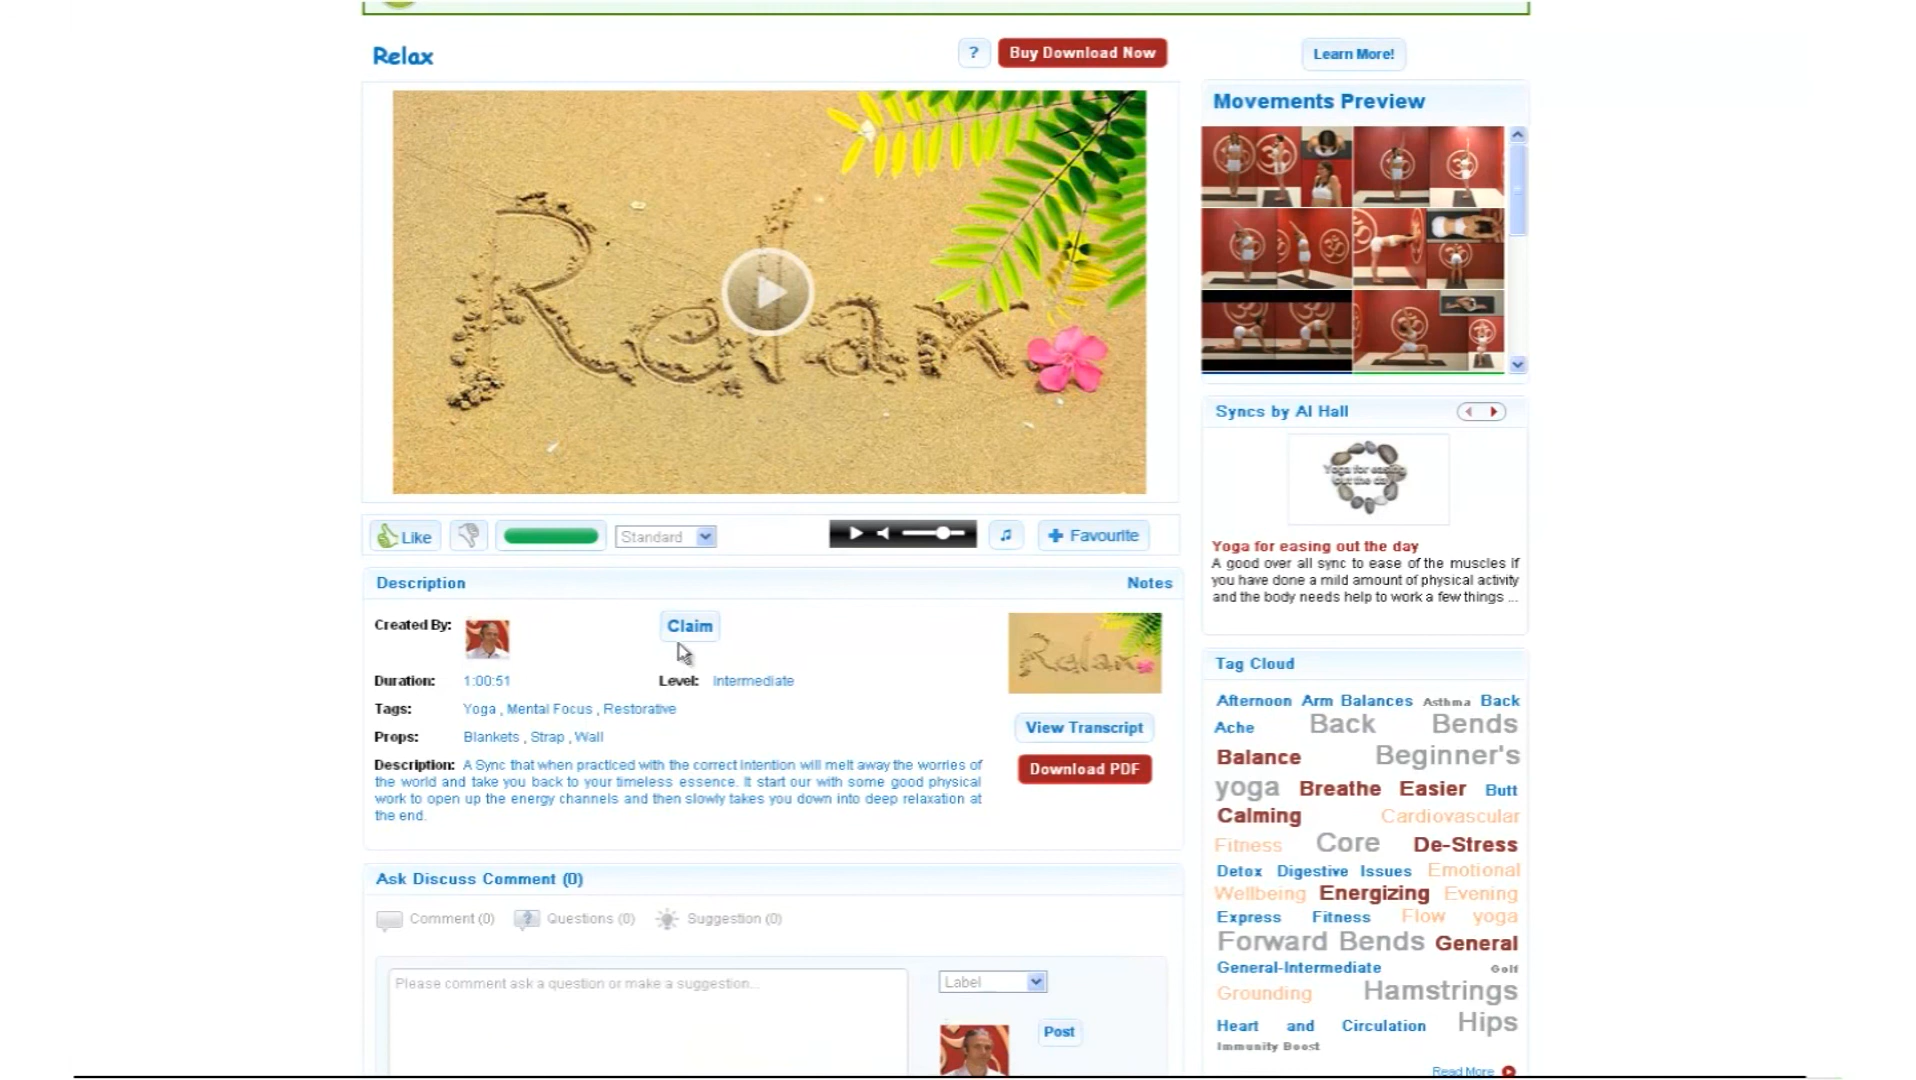 Relax
?
Buy Download Now
Learn More!
Movements Preview
Relax
Syncs by Al Hall
Yoga for easing
out the day
Yoga for easing out the day
A good over all sync to ease of the muscles if
you have done a mild amount of physical activity
and the body needs help to work a few things ...
Like
Standard
Favourite
Description
Notes
Created By:
Claim
Duration: 1:00:51
Level: Intermediate
Tags: Yoga , Mental Focus , Restorative
Props: Blankets , Strap , Wall
Description: A Sync that when practiced with the correct intention will melt away the worries of
the world and take you back to your timeless essence. It start our with some good physical
work to open up the energy channels and then slowly takes you down into deep relaxation at
the end.
Relax
View Transcript
Download PDF
Tag Cloud
Afternoon Arm Balances Asthma Back
Ache Back Bends
Balance Beginner's
yoga Breathe Easier Butt
Calming Cardiovascular
Fitness Core De-Stress
Detox Digestive Issues Emotional
Wellbeing Energizing Evening
Express Fitness Flow yoga
Forward Bends General
General-Intermediate Golf
Grounding Hamstrings
Heart and Circulation Hips
Immunity Boost
Read More
Ask Discuss Comment (0)
Comment (0)
Questions (0)
Suggestion (0)
Please comment ask a question or make a suggestion...
Label
Post